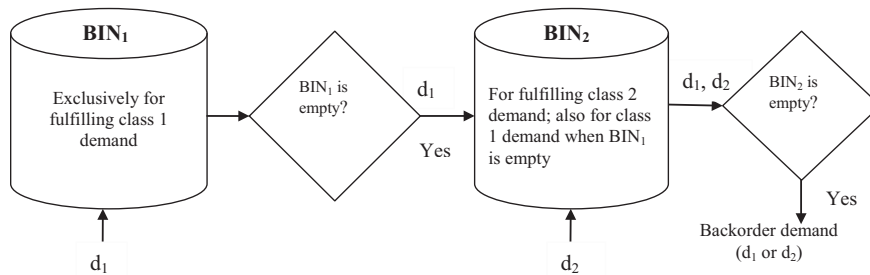 BIN₁
Exclusively for
fulfilling class 1
demand
d₁
BIN₁ is
empty?
d₁
Yes
BIN₂
For fulfilling class 2
demand; also for class
1 demand when BIN₁
is empty
d₂
d₁, d₂
BIN₂ is
empty?
Yes
Backorder demand
(d₁ or d₂)